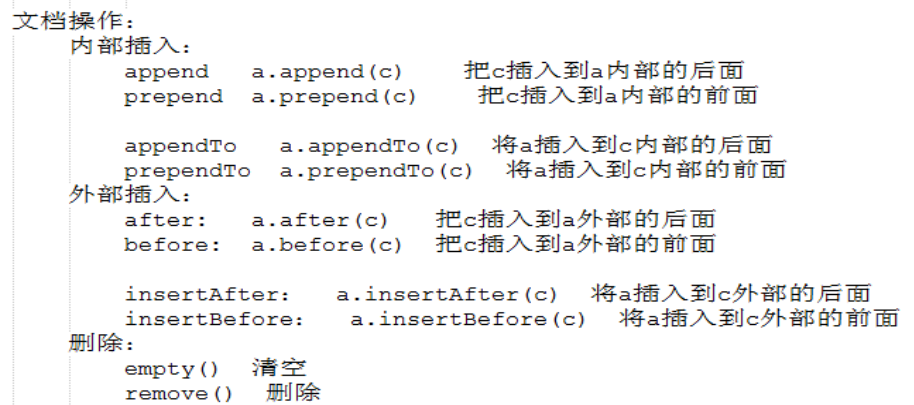 文档操作:
内部插入:
append a.append(c) 把c插入到a内部的后面
prepend a.prepend(c) 把c插入到a内部的前面
appendTo a.appendTo(c) 将a插入到c内部的后面
prependTo a.prependTo(c) 将a插入到c内部的前面
外部插入:
after: a.after(c) 把c插入到a外部的后面
before: a.before(c) 把c插入到a外部的前面
insertAfter: a.insertAfter(c) 将a插入到c外部的后面
insertBefore: a.insertBefore(c) 将a插入到c外部的前面
删除:
empty() 清空
remove() 删除